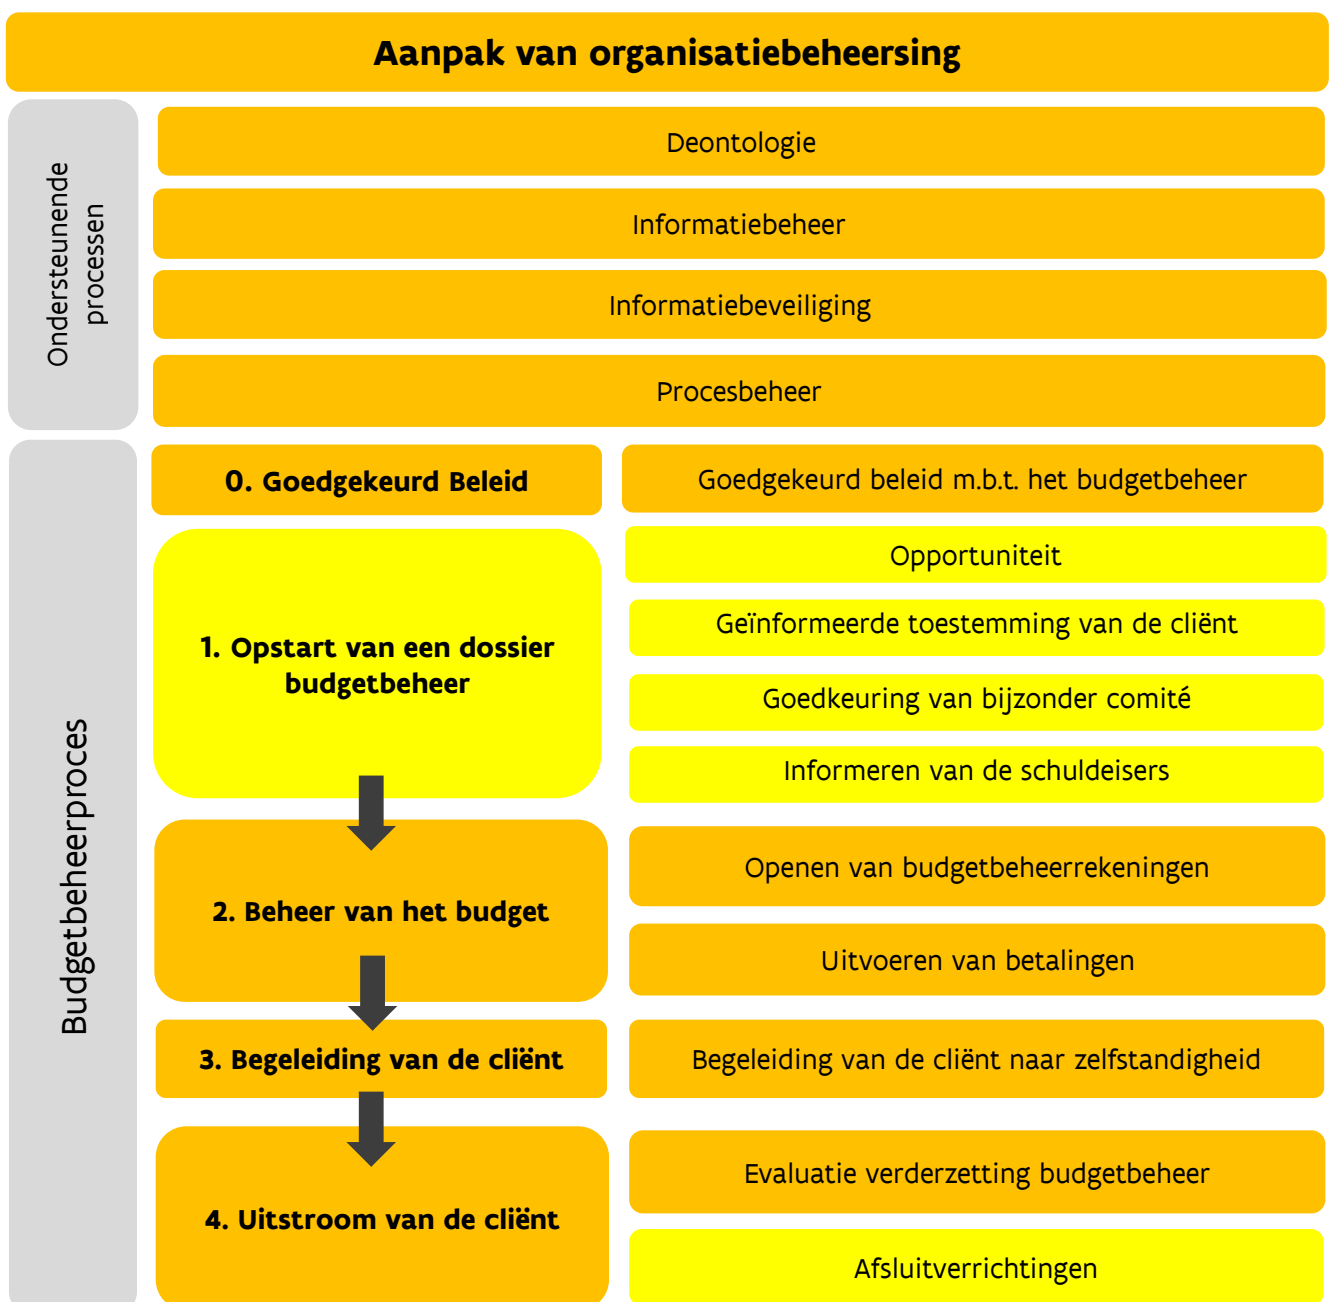 Aanpak van organisatiebeheersing
Ondersteunende
processen
Deontologie
Informatiebeheer
Informatiebeveiliging
Procesbeheer
Budgetbeheerproces
0. Goedgekeurd Beleid
Goedgekeurd beleid m.b.t. het budgetbeheer
1. Opstart van een dossier
budgetbeheer
Opportuniteit
Geïnformeerde toestemming van de cliënt
Goedkeuring van bijzonder comité
Informeren van de schuldeisers
2. Beheer van het budget
Openen van budgetbeheerrekeningen
Uitvoeren van betalingen
3. Begeleiding van de cliënt
Begeleiding van de cliënt naar zelfstandigheid
4. Uitstroom van de cliënt
Evaluatie verderzetting budgetbeheer
Afsluitverrichtingen